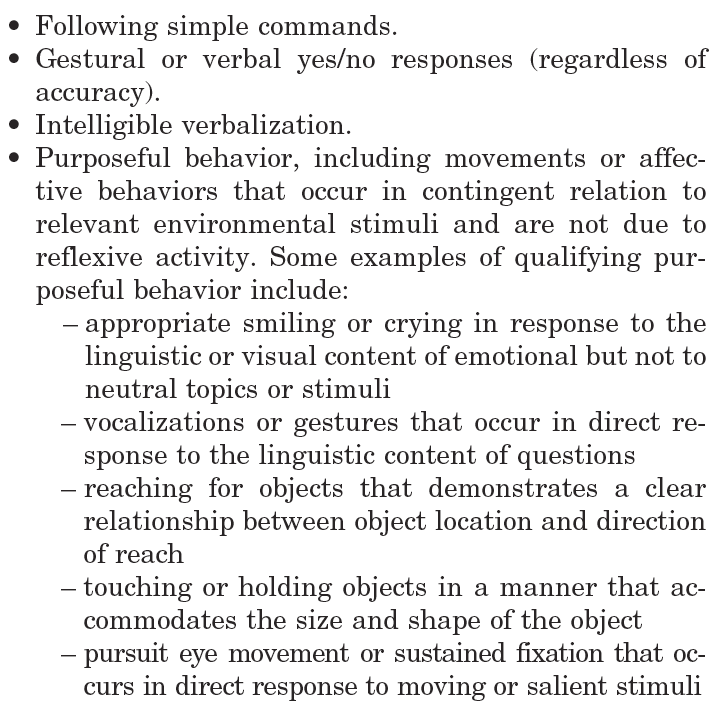 • Following simple commands.
• Gestural or verbal yes/no responses (regardless of
accuracy).
• Intelligible verbalization.
• Purposeful behavior, including movements or affec-
tive behaviors that occur in contingent relation to
relevant environmental stimuli and are not due to
reflexive activity. Some examples of qualifying pur-
poseful behavior include:
– appropriate smiling or crying in response to the
linguistic or visual content of emotional but not to
neutral topics or stimuli
– vocalizations or gestures that occur in direct re-
sponse to the linguistic content of questions
– reaching for objects that demonstrates a clear
relationship between object location and direction
of reach
– touching or holding objects in a manner that ac-
commodates the size and shape of the object
– pursuit eye movement or sustained fixation that oc-
curs in direct response to moving or salient stimuli